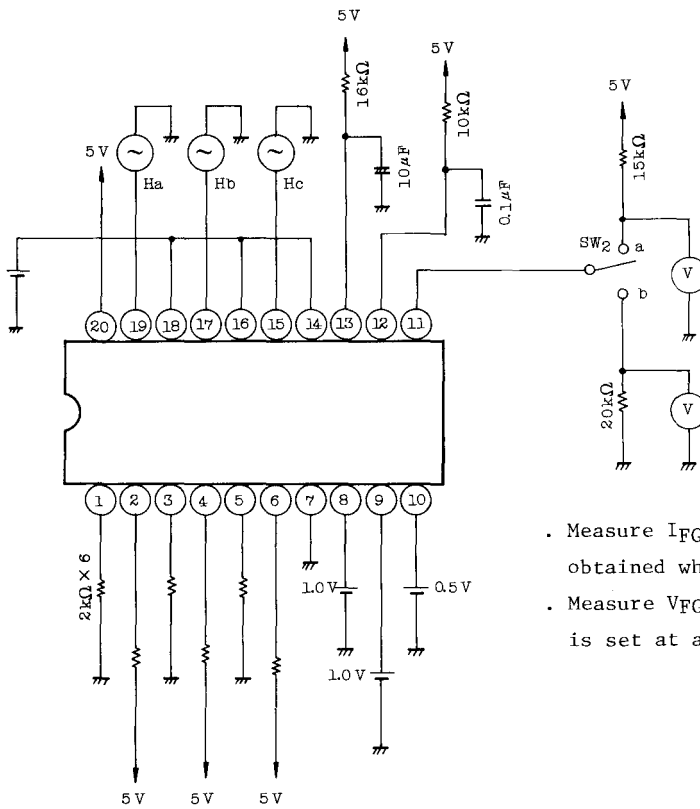 5V
5V
5V
16kΩ
10kΩ
15kΩ
10μF
0.1μF
5V
Ha
Hb
Hc
SW2
a
b
V
V
20kΩ
20
19
18
17
16
15
14
13
12
11
1
2
3
4
5
6
7
8
9
10
2kΩ×6
1.0V
0.5V
1.0V
5V
5V
5V
. Measure IFG
obtained wh
. Measure VFG
is set at a